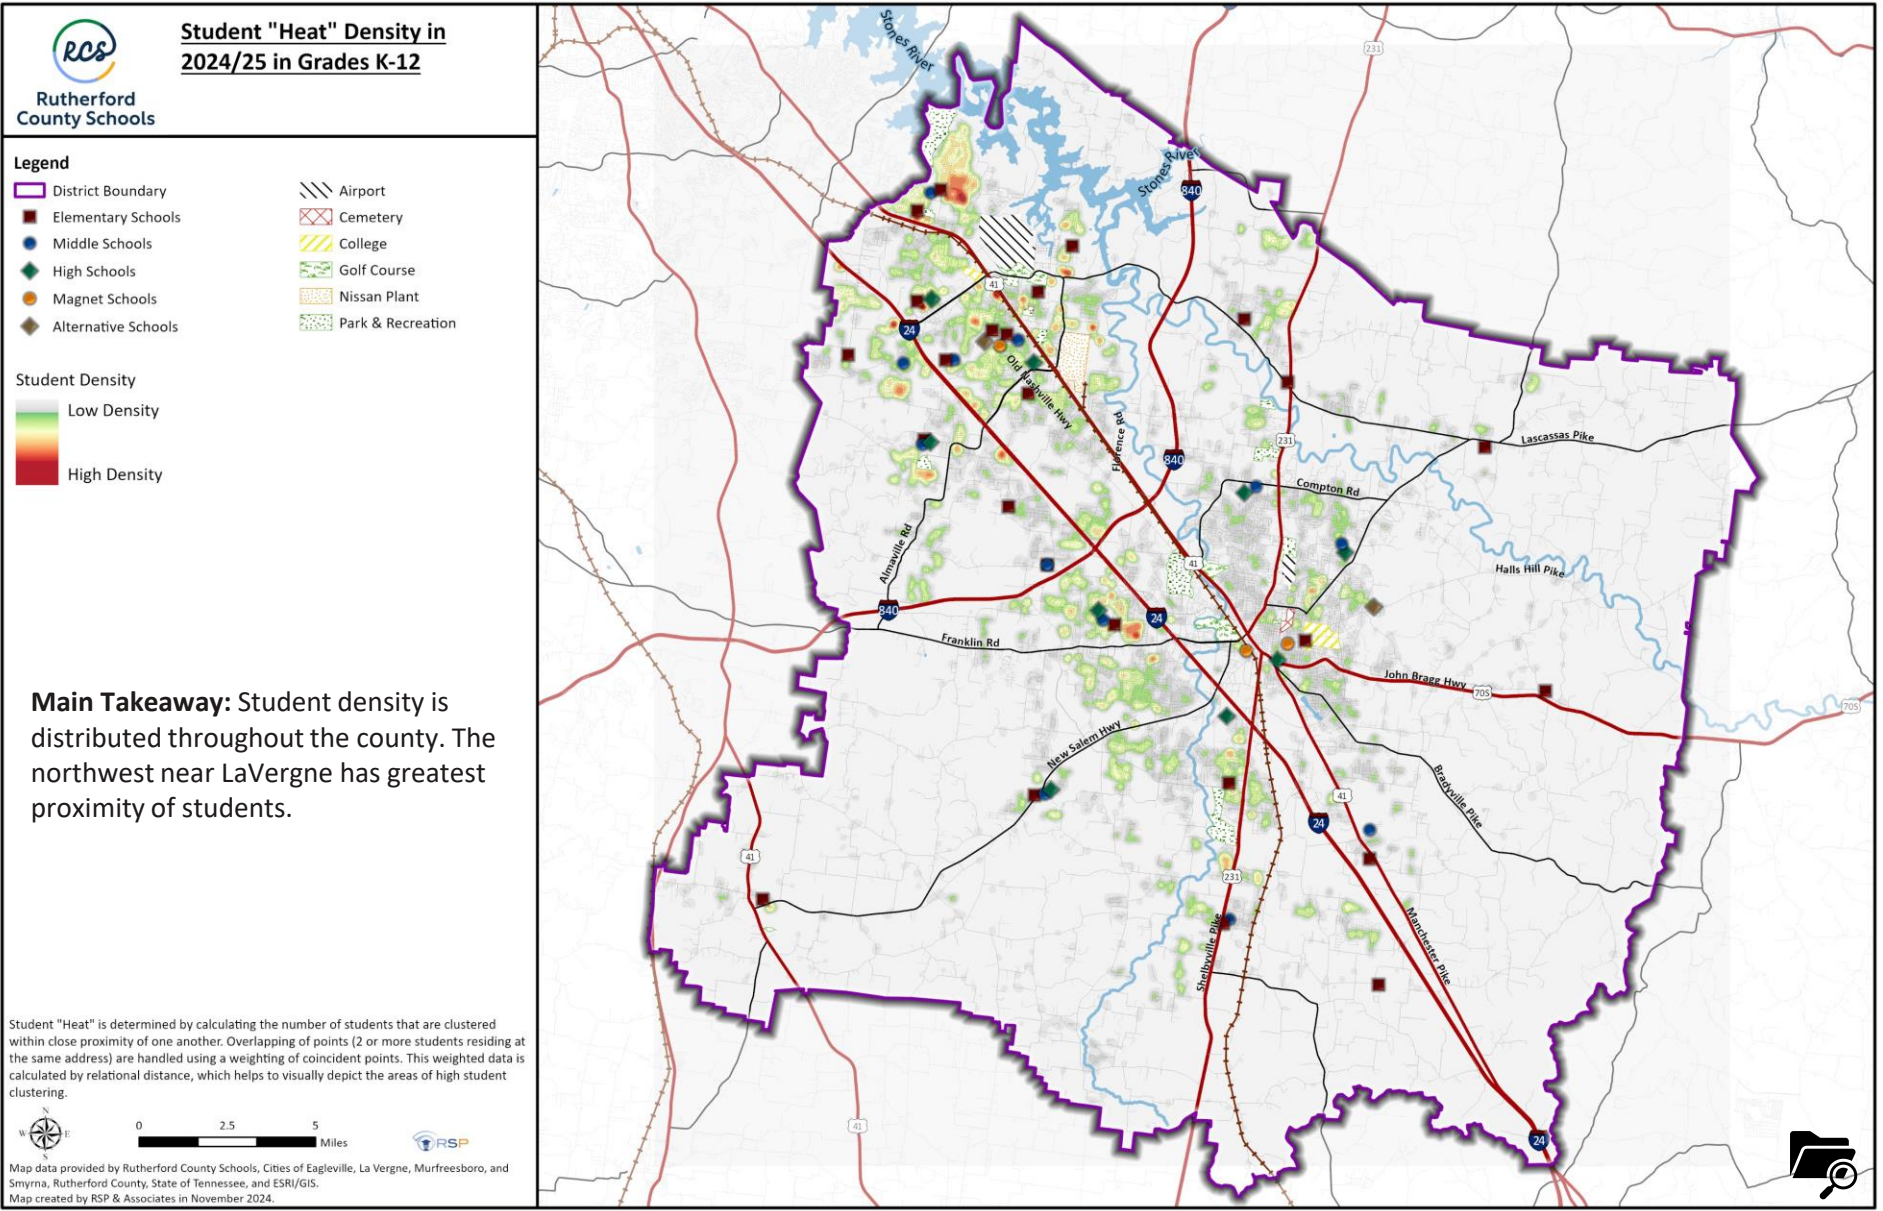 RCS
Rutherford
County Schools
Student "Heat" Density in
2024/25 in Grades K-12
Legend
District Boundary
Elementary Schools
Middle Schools
High Schools
Magnet Schools
Alternative Schools
Airport
Cemetery
College
Golf Course
Nissan Plant
Park & Recreation
Student Density
Low Density
High Density
Main Takeaway: Student density is
distributed throughout the county. The
northwest near LaVergne has greatest
proximity of students.
Student "Heat" is determined by calculating the number of students that are clustered
within close proximity of one another. Overlapping of points (2 or more students residing at
the same address) are handled using a weighting of coincident points. This weighted data is
calculated by relational distance, which helps to visually depict the areas of high student
clustering.
N
W E
S
0 2.5 5
Miles
RSP
Map data provided by Rutherford County Schools, Cities of Eagleville, La Vergne, Murfreesboro, and
Smyrna, Rutherford County, State of Tennessee, and ESRI/GIS.
Map created by RSP & Associates in November 2024.
Stones River
231
Stones River
840
41
24
Old Nashville Hwy
Florence Rd
231
Lascassas Pike
840
Compton Rd
Almaville Rd
41
Halls Hill Pike
840
24
Franklin Rd
John Bragg Hwy
70S
70S
New Salem Hwy
Bradyville Pike
41
24
41
231
Shelbyville Pike
Manchester Pike
41
24